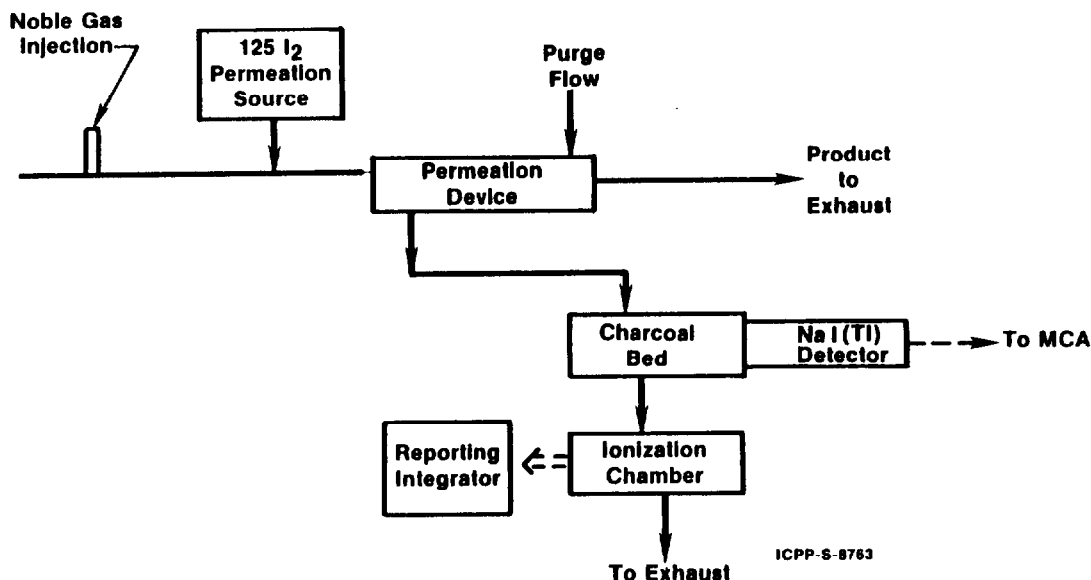 Noble Gas
Injection
125 I2
Permeation
Source
Purge
Flow
Permeation
Device
Product
to
Exhaust
Charcoal
Bed
NaI(Tl)
Detector
To MCA
Reporting
Integrator
Ionization
Chamber
To Exhaust
ICPP-S-8763